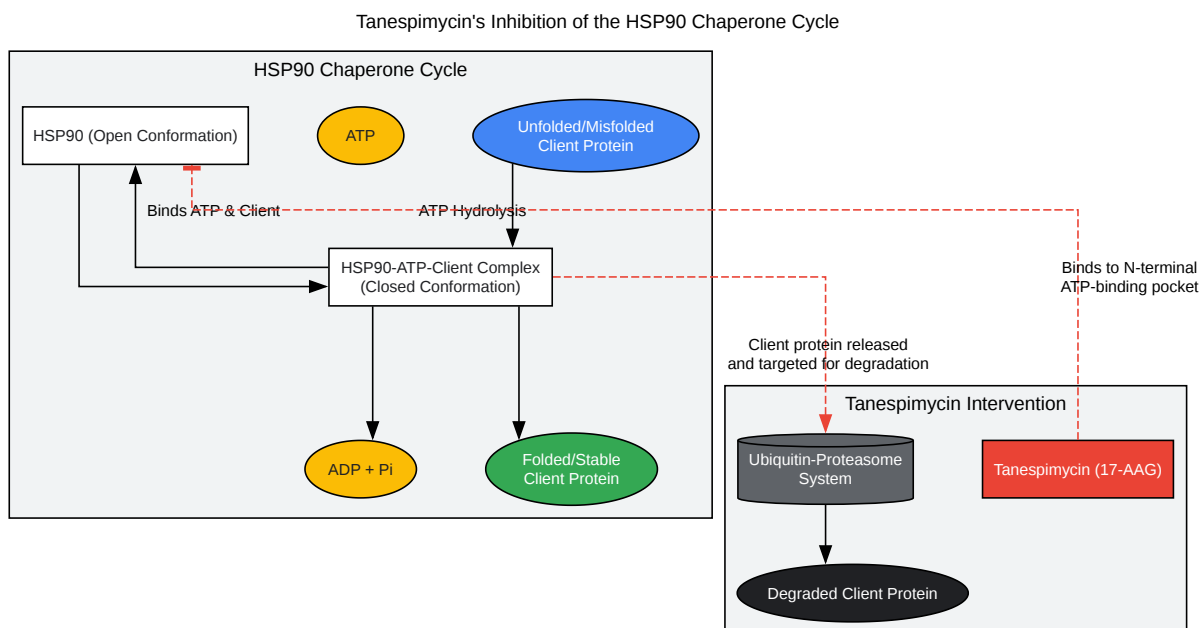 Tanespimycin's Inhibition of the HSP90 Chaperone Cycle
HSP90 Chaperone Cycle
HSP90 (Open Conformation)
ATP
Unfolded/Misfolded
Client Protein
Binds ATP & Client
ATP Hydrolysis
HSP90-ATP-Client Complex
(Closed Conformation)
Binds to N-terminal
ATP-binding pocket
Client protein released
and targeted for degradation
Tanespimycin Intervention
ADP + Pi
Folded/Stable
Client Protein
Ubiquitin-Proteasome
System
Tanespimycin (17-AAG)
Degraded Client Protein